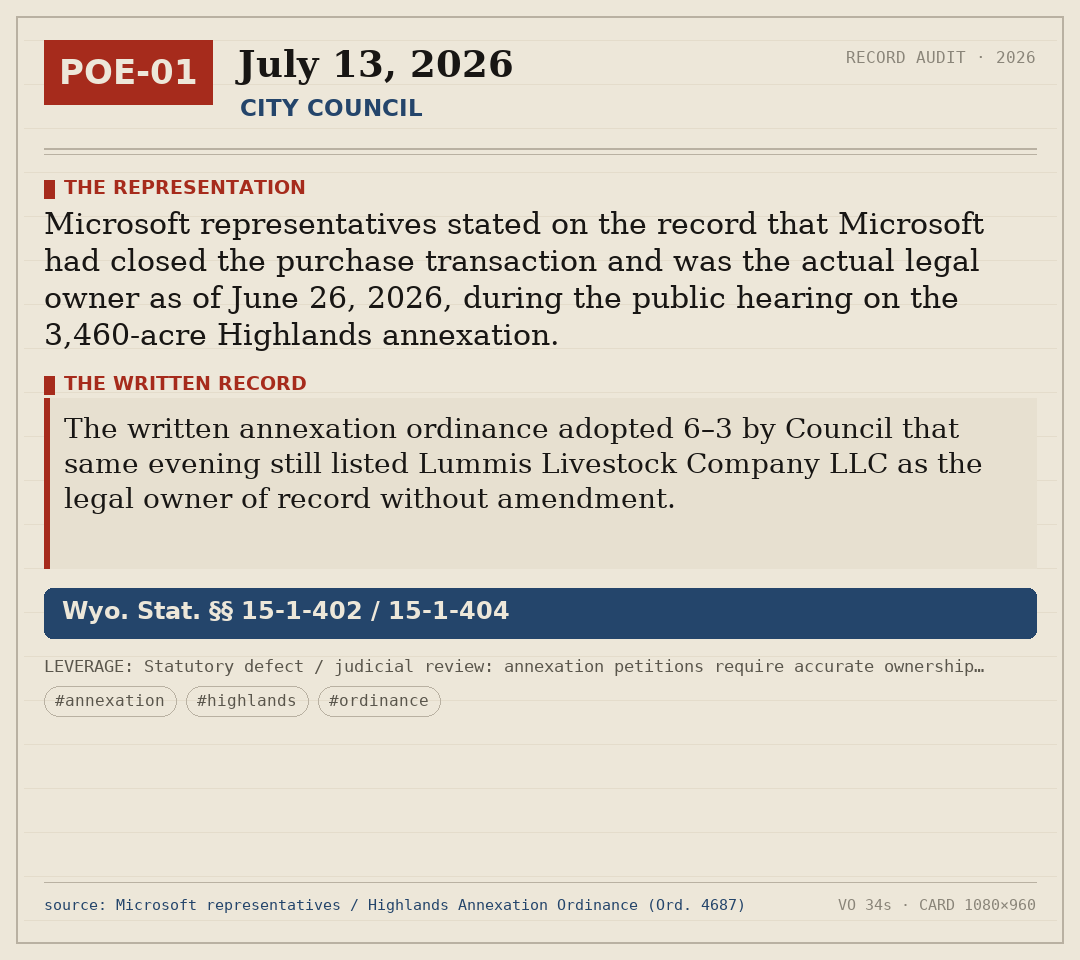 POE-01
July 13, 2026
CITY COUNCIL
RECORD AUDIT · 2026
THE REPRESENTATION
Microsoft representatives stated on the record that Microsoft
had closed the purchase transaction and was the actual legal
owner as of June 26, 2026, during the public hearing on the
3,460-acre Highlands annexation.
THE WRITTEN RECORD
The written annexation ordinance adopted 6–3 by Council that
same evening still listed Lummis Livestock Company LLC as the
legal owner of record without amendment.
Wyo. Stat. §§ 15-1-402 / 15-1-404
LEVERAGE: Statutory defect / judicial review: annexation petitions require accurate ownership…
#annexation #highlands #ordinance
source: Microsoft representatives / Highlands Annexation Ordinance (Ord. 4687)
VO 34s · CARD 1080×960